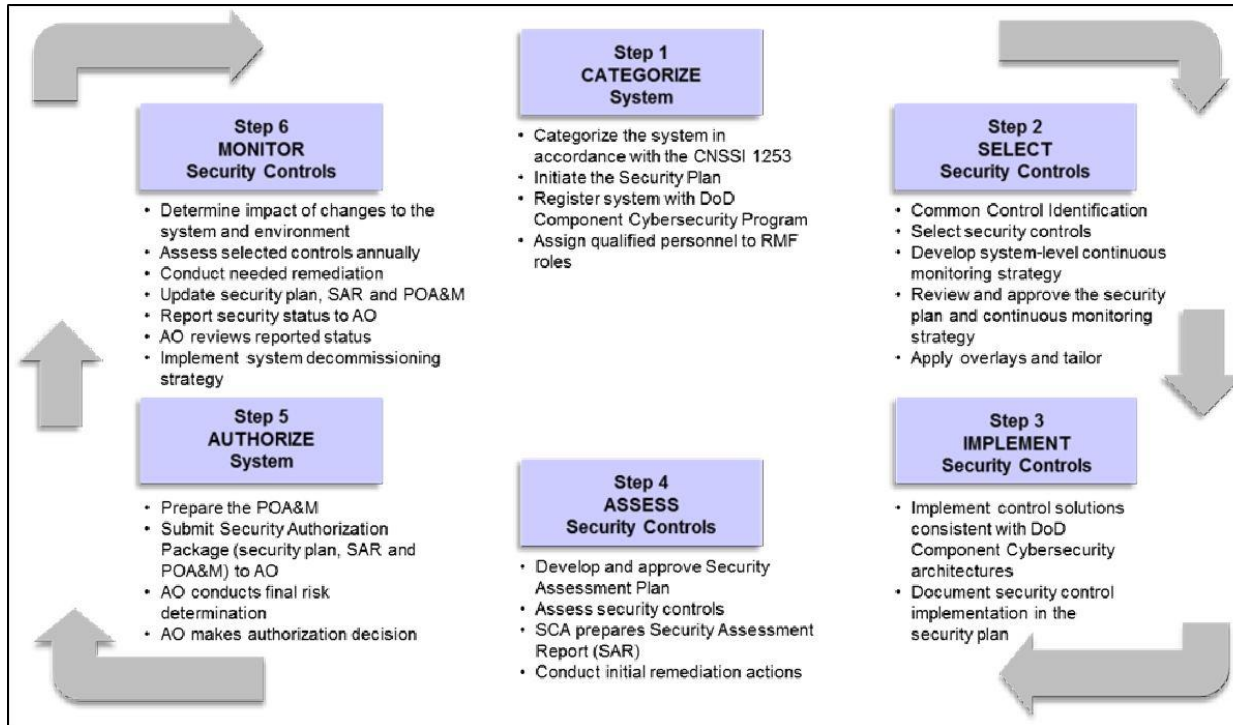 Step 1
CATEGORIZE
System
• Categorize the system in
accordance with the CNSSI 1253
• Initiate the Security Plan
• Register system with DoD
Component Cybersecurity Program
• Assign qualified personnel to RMF
roles
Step 2
SELECT
Security Controls
• Common Control Identification
• Select security controls
• Develop system-level continuous
monitoring strategy
• Review and approve the security
plan and continuous monitoring
strategy
• Apply overlays and tailor
Step 3
IMPLEMENT
Security Controls
• Implement control solutions
consistent with DoD
Component Cybersecurity
architectures
• Document security control
implementation in the
security plan
Step 4
ASSESS
Security Controls
• Develop and approve Security
Assessment Plan
• Assess security controls
• SCA prepares Security Assessment
Report (SAR)
• Conduct initial remediation actions
Step 5
AUTHORIZE
System
• Prepare the POA&M
• Submit Security Authorization
Package (security plan, SAR and
POA&M) to AO
• AO conducts final risk
determination
• AO makes authorization decision
Step 6
MONITOR
Security Controls
• Determine impact of changes to the
system and environment
• Assess selected controls annually
• Conduct needed remediation
• Update security plan, SAR and POA&M
• Report security status to AO
• AO reviews reported status
• Implement system decommissioning
strategy